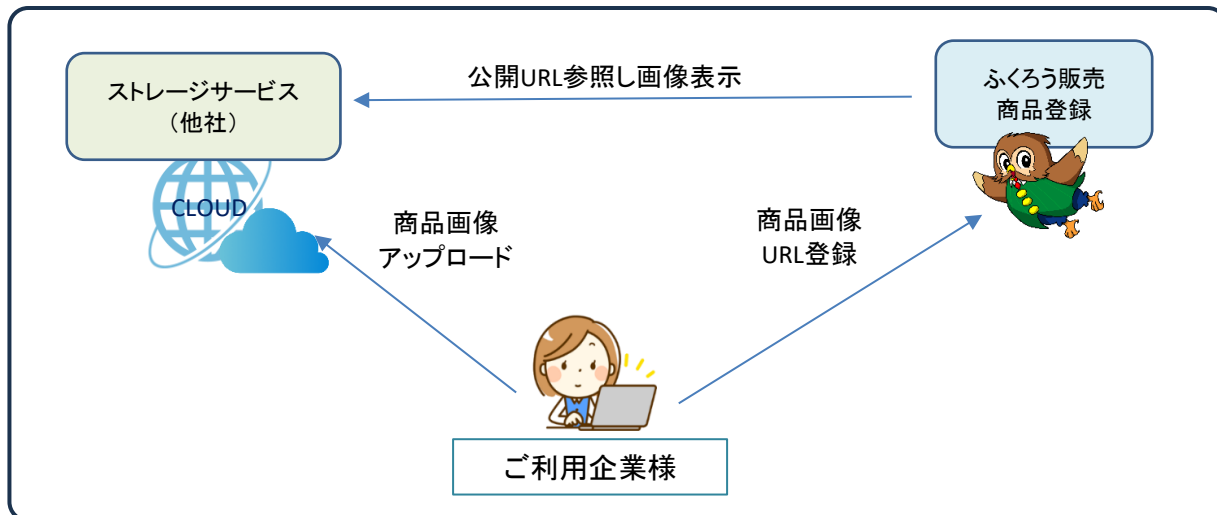 ストレージサービス
（他社）
公開URL参照し画像表示
ふくろう販売
商品登録
CLOUD
商品画像
アップロード
商品画像
URL登録
ご利用企業様